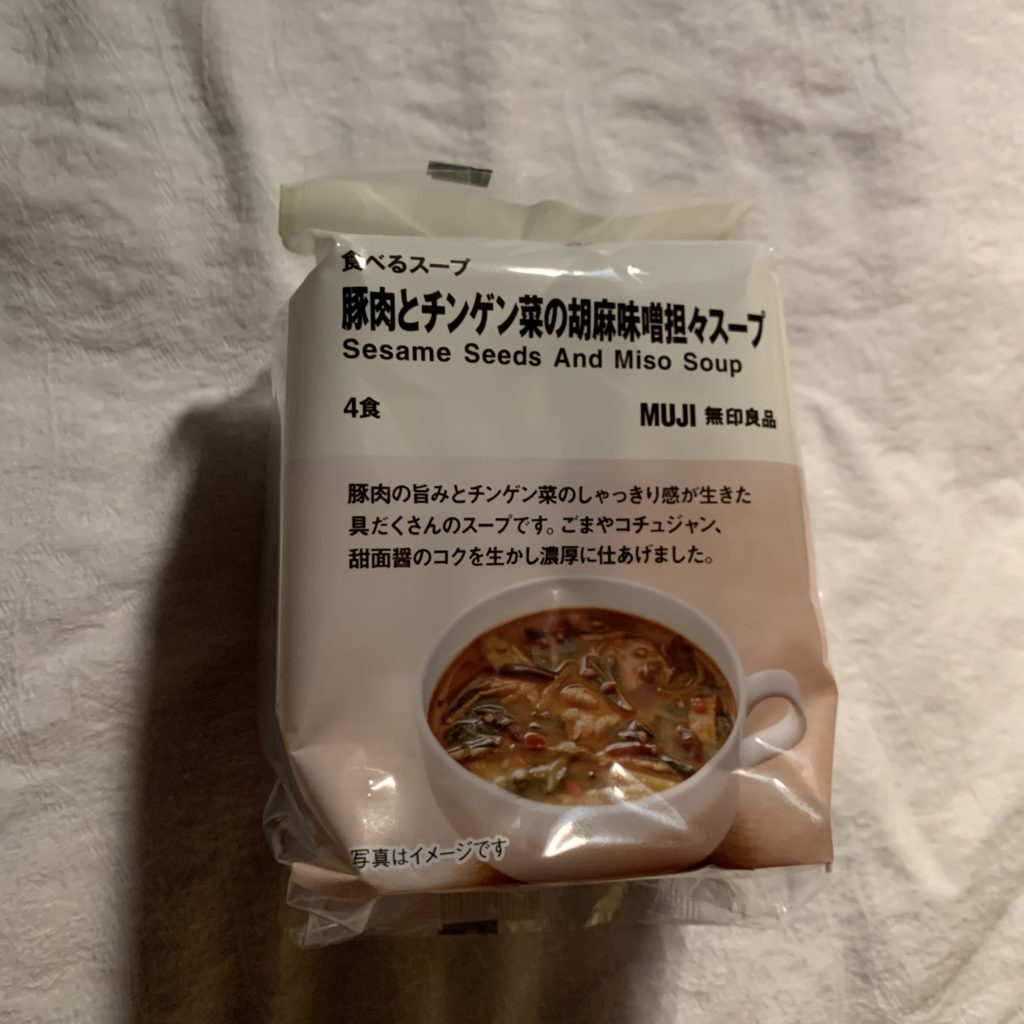 食べるスープ
豚肉とチンゲン菜の胡麻味噌担々スープ
Sesame Seeds And Miso Soup
4食
MUJI 無印良品
豚肉の旨みとチンゲン菜のしゃっきり感が生きた
具だくさんのスープです。ごまやコチュジャン、
甜面醤のコクを生かし濃厚に仕あげました。
写真はイメージです